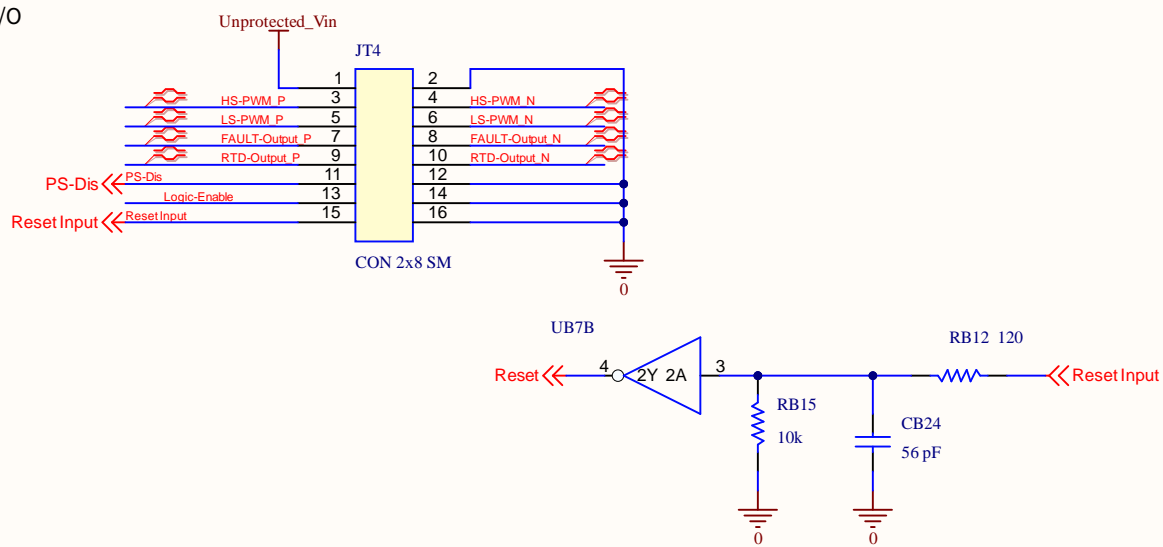 /O
Unprotected_Vin
JT4
1 2
3 HS-PWM_P 4 HS-PWM_N
5 LS-PWM_P 6 LS-PWM_N
7 FAULT-Output_P 8 FAULT-Output_N
9 RTD-Output_P 10 RTD-Output_N
PS-Dis PS-Dis 11 12
Logic-Enable 13 14
Reset Input Reset Input 15 16
CON 2x8 SM
0
UB7B
RB12 120
Reset 4 2Y 2A 3 Reset Input
RB15
10k
CB24
56 pF
0 0